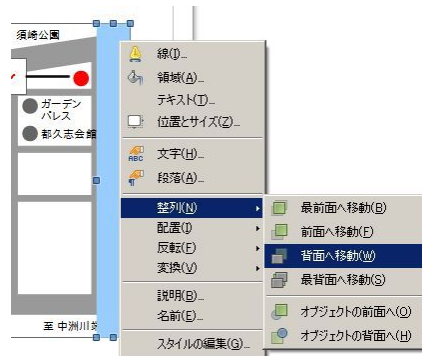 須崎公園
ガーデン
パレス
都久志会館
至 中洲川端
線(I)...
領域(A)...
テキスト(T)...
位置とサイズ(Z)...
文字(H)...
段落(A)...
整列(N)
配置(I)
反転(F)
変換(V)
説明(B)...
名前(E)...
スタイルの編集(G)...
最前面へ移動(B)
前面へ移動(F)
背面へ移動(W)
最背面へ移動(S)
オブジェクトの前面へ(O)
オブジェクトの背面へ(H)
ABC